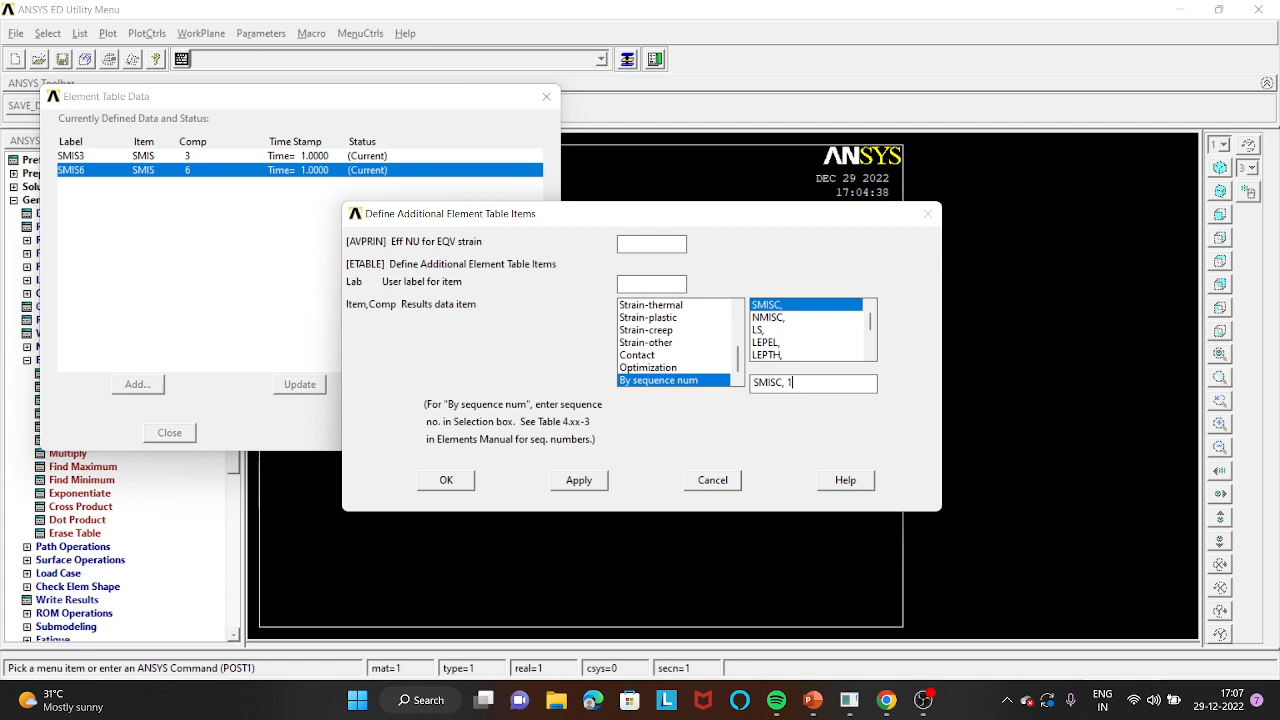 ANSYS ED Utility Menu
File Select List Plot PlotCtrls WorkPlane Parameters Macro MenuCtrls Help
ANSYS Toolbar
SAVE_D
Element Table Data
Currently Defined Data and Status:
Label Item Comp Time Stamp Status
SMIS3 SMIS 3 Time= 1.0000 (Current)
SMIS6 SMIS 6 Time= 1.0000 (Current)
Add... Update
Close
ANSYS
DEC 29 2022
17:04:38
1
3
Define Additional Element Table Items
[AVPRIN] Eff NU for EQV strain
[ETABLE] Define Additional Element Table Items
Lab User label for item
Item,Comp Results data item
Strain-thermal
Strain-plastic
Strain-creep
Strain-other
Contact
Optimization
By sequence num
SMISC,
NMISC,
LS,
LEPEL,
LEPTH,
SMISC, 1
(For "By sequence num", enter sequence
no. in Selection box. See Table 4.xx-3
in Elements Manual for seq. numbers.)
OK Apply Cancel Help
ANSYS
Pref
Prep
Solu
Gen
Multiply
Find Maximum
Find Minimum
Exponentiate
Cross Product
Dot Product
Erase Table
Path Operations
Surface Operations
Load Case
Check Elem Shape
Write Results
ROM Operations
Submodeling
Fatigue
Pick a menu item or enter an ANSYS Command (POST1) mat=1 type=1 real=1 csys=0 secn=1
31°C
Mostly sunny
Search
ENG
IN
17:07
29-12-2022
7